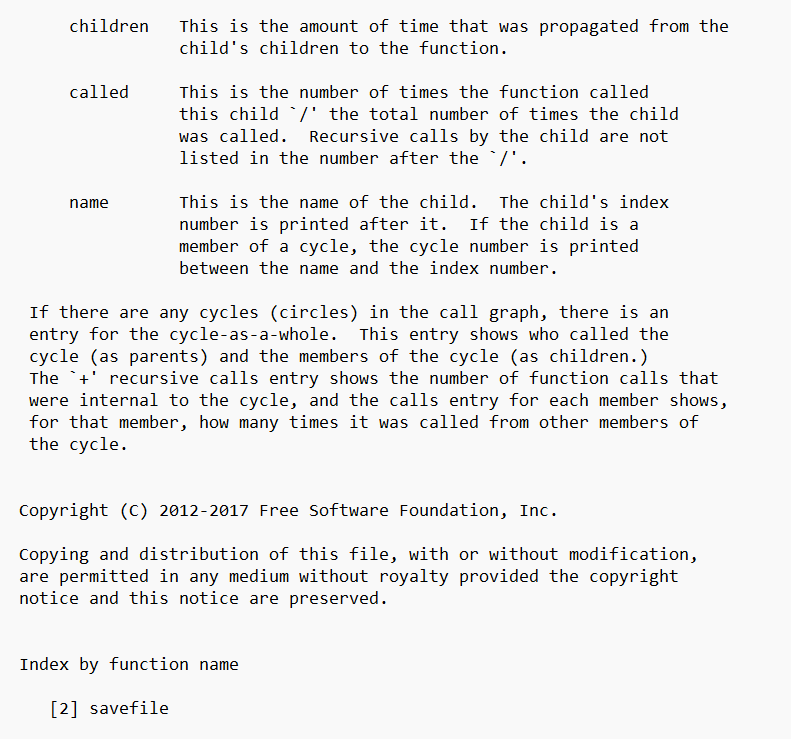 children   This is the amount of time that was propagated from the
child's children to the function.
called     This is the number of times the function called
this child `/' the total number of times the child
was called.  Recursive calls by the child are not
listed in the number after the `/'.
name       This is the name of the child.  The child's index
number is printed after it.  If the child is a
member of a cycle, the cycle number is printed
between the name and the index number.
If there are any cycles (circles) in the call graph, there is an
entry for the cycle-as-a-whole.  This entry shows who called the
cycle (as parents) and the members of the cycle (as children.)
The `+' recursive calls entry shows the number of function calls that
were internal to the cycle, and the calls entry for each member shows,
for that member, how many times it was called from other members of
the cycle.
Copyright (C) 2012-2017 Free Software Foundation, Inc.
Copying and distribution of this file, with or without modification,
are permitted in any medium without royalty provided the copyright
notice and this notice are preserved.
Index by function name
[2] savefile